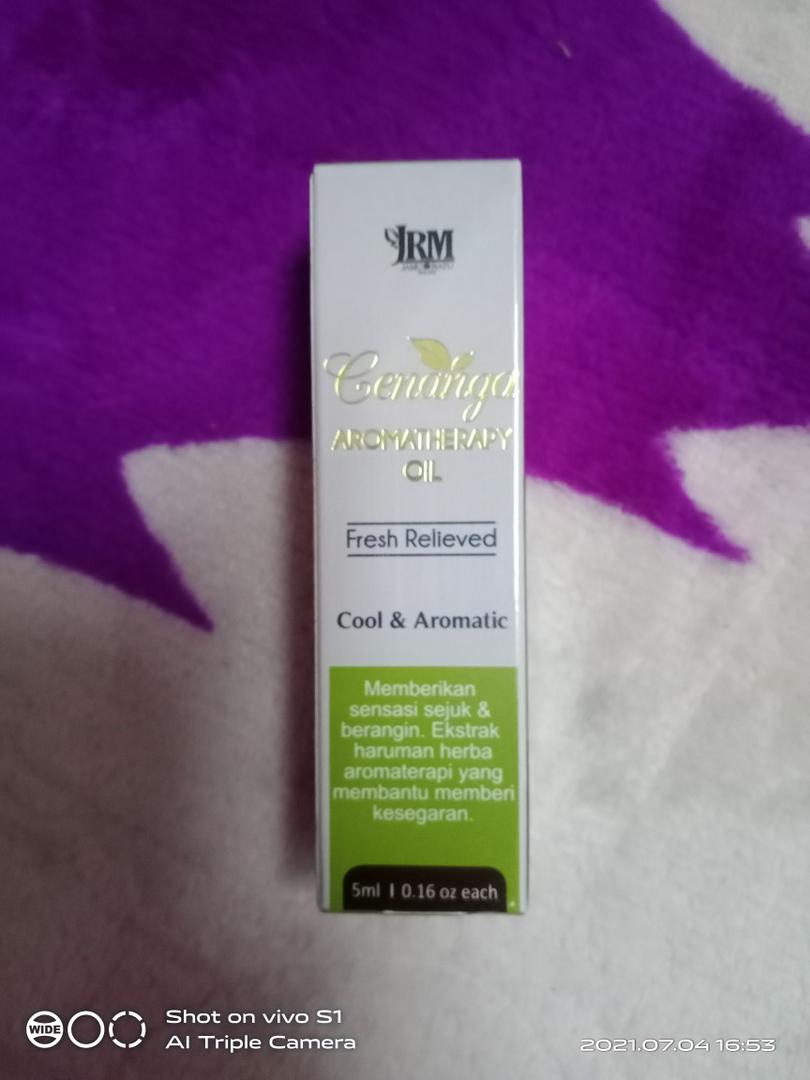 JRM
Cenanga
AROMATHERAPY
OIL
Fresh Relieved
Cool & Aromatic
Memberikan
sensasi sejuk &
berangin. Ekstrak
haruman herba
aromaterapi yang
membantu memberi
kesegaran.
5ml | 0.16 oz each
WIDE
Shot on vivo S1
AI Triple Camera
2021.07.04 16:53